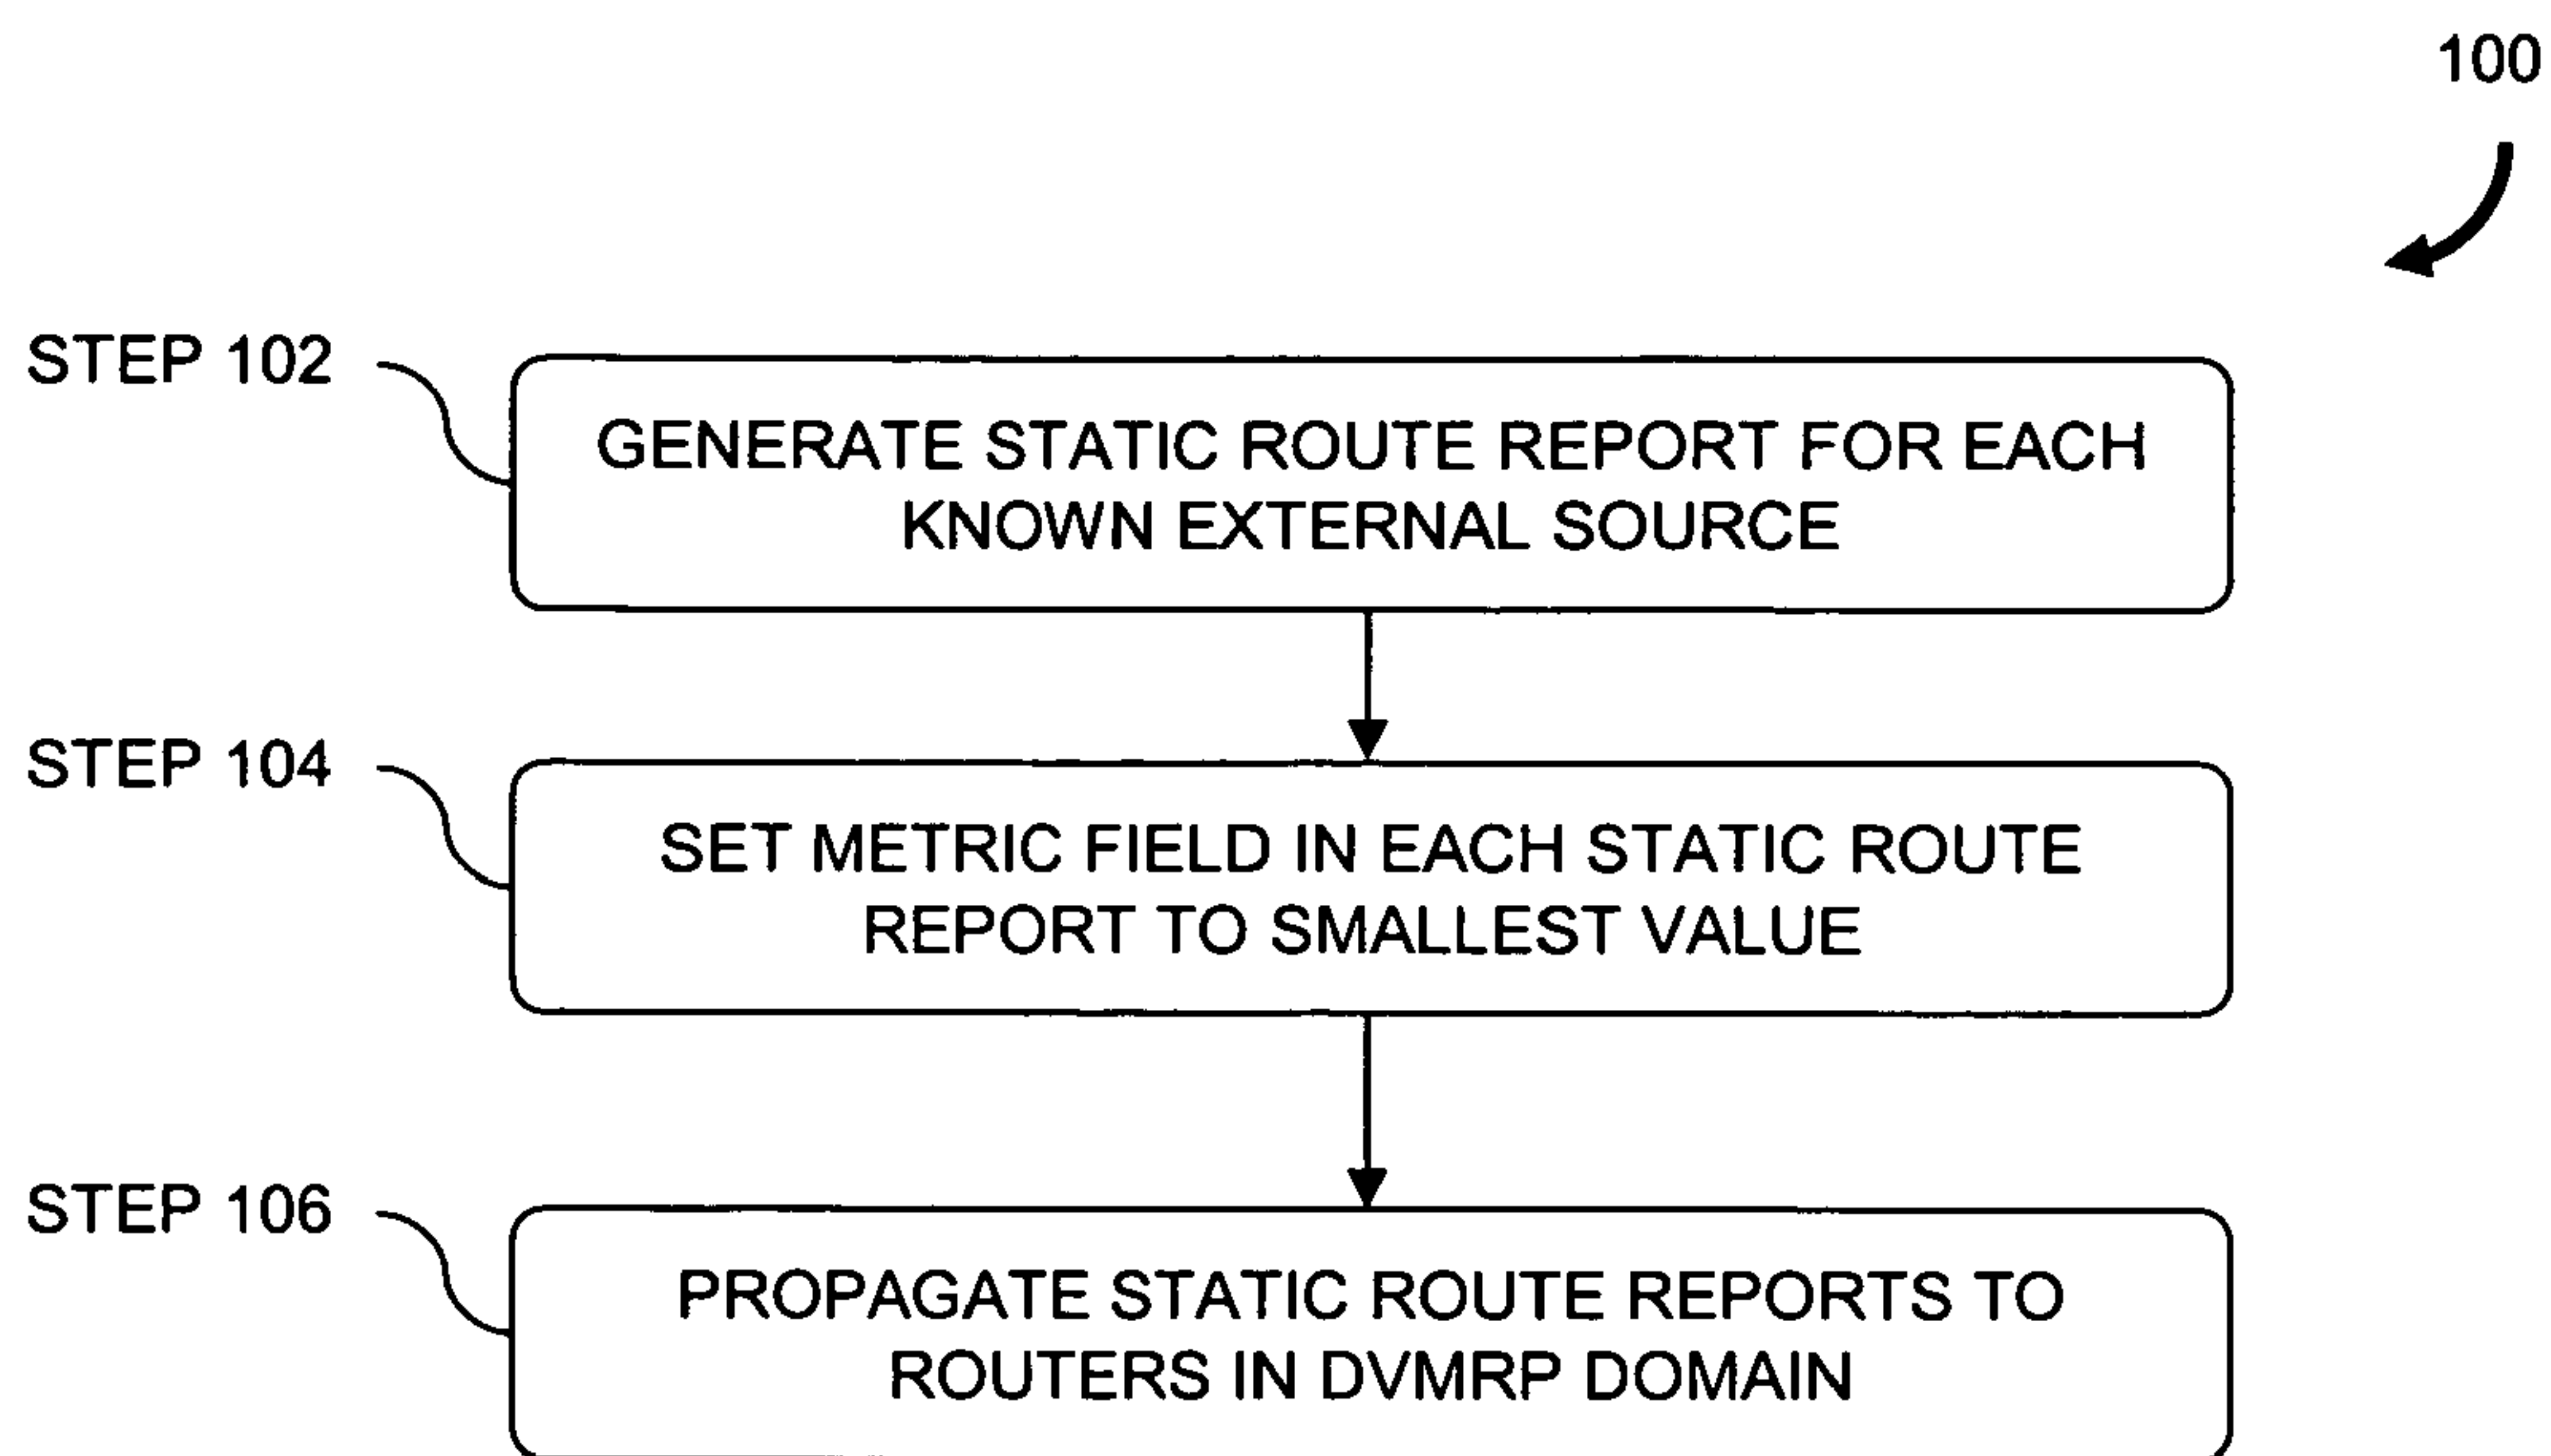 100
STEP 102
GENERATE STATIC ROUTE REPORT FOR EACH
KNOWN EXTERNAL SOURCE
STEP 104
SET METRIC FIELD IN EACH STATIC ROUTE
REPORT TO SMALLEST VALUE
STEP 106
PROPAGATE STATIC ROUTE REPORTS TO
ROUTERS IN DVMRP DOMAIN